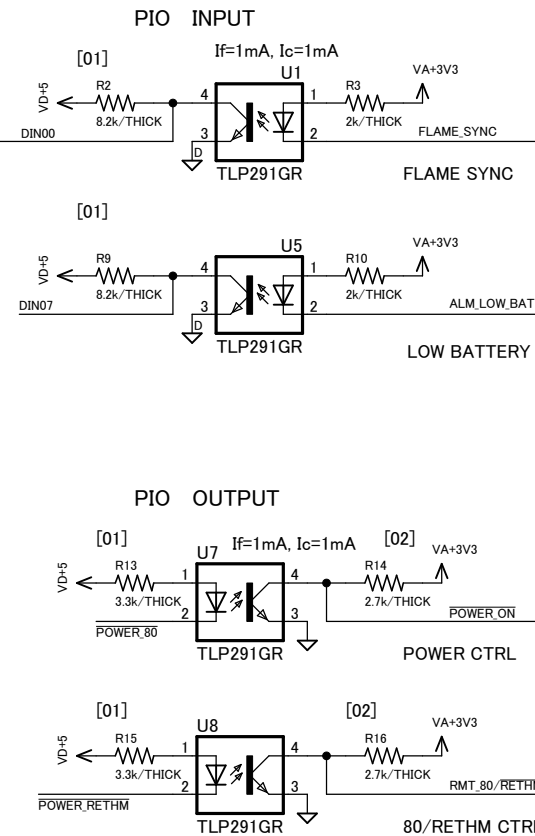 PIO INPUT
[01]
If=1mA, Ic=1mA
U1
VA+3V3
VD+5
R2
8.2k/THICK
4
3
1
2
R3
2k/THICK
DIN00
D
FLAME_SYNC
TLP291GR
FLAME SYNC
[01]
U5
VA+3V3
VD+5
R9
8.2k/THICK
4
3
1
2
R10
2k/THICK
DIN07
D
ALM_LOW_BAT
TLP291GR
LOW BATTERY
PIO OUTPUT
[01]
U7
If=1mA, Ic=1mA
[02]
VA+3V3
VD+5
R13
3.3k/THICK
1
2
4
3
R14
2.7k/THICK
POWER_80
POWER_ON
TLP291GR
POWER CTRL
[01]
U8
[02]
VA+3V3
VD+5
R15
3.3k/THICK
1
2
4
3
R16
2.7k/THICK
POWER_RETHM
RMT_80/RETH
TLP291GR
80/RETHM CTR